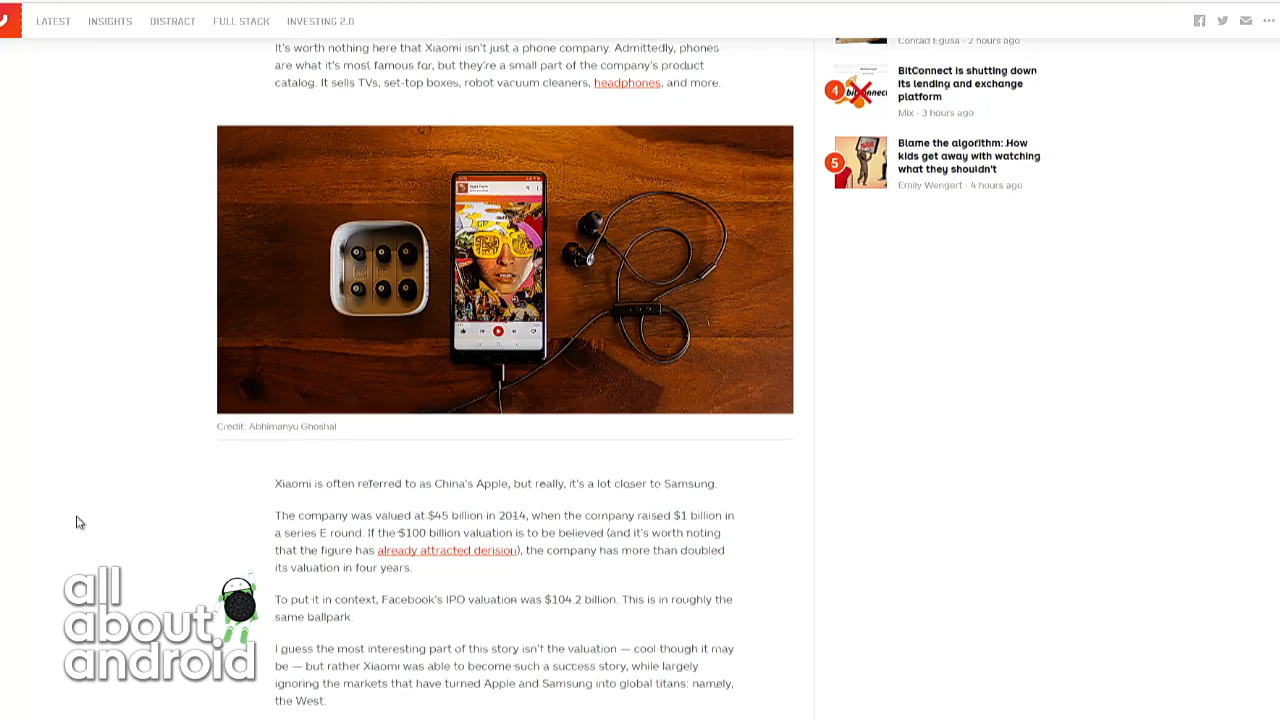 LATEST INSIGHTS DISTRACT FULL STACK INVESTING 2.0
It's worth nothing here that Xiaomi isn't just a phone company. Admittedly, phones
are what it's most famous for, but they're a small part of the company's product
catalog. It sells TVs, set-top boxes, robot vacuum cleaners, headphones, and more.
Credit: Abhimanyu Ghoshal
Xiaomi is often referred to as China's Apple, but really, it's a lot closer to Samsung.
The company was valued at $45 billion in 2014, when the company raised $1 billion in
a series E round. If the $100 billion valuation is to be believed (and it's worth noting
that the figure has already attracted derision), the company has more than doubled
its valuation in four years.
To put it in context, Facebook's IPO valuation was $104.2 billion. This is in roughly the
same ballpark.
I guess the most interesting part of this story isn't the valuation — cool though it may
be — but rather Xiaomi was able to become such a success story, while largely
ignoring the markets that have turned Apple and Samsung into global titans: namely,
the West.
Conrad Egusa - 2 hours ago
4
BitConnect is shutting down
its lending and exchange
platform
Mix - 3 hours ago
5
Blame the algorithm: How
kids get away with watching
what they shouldn't
Emily Wengert - 4 hours ago
all
about
android